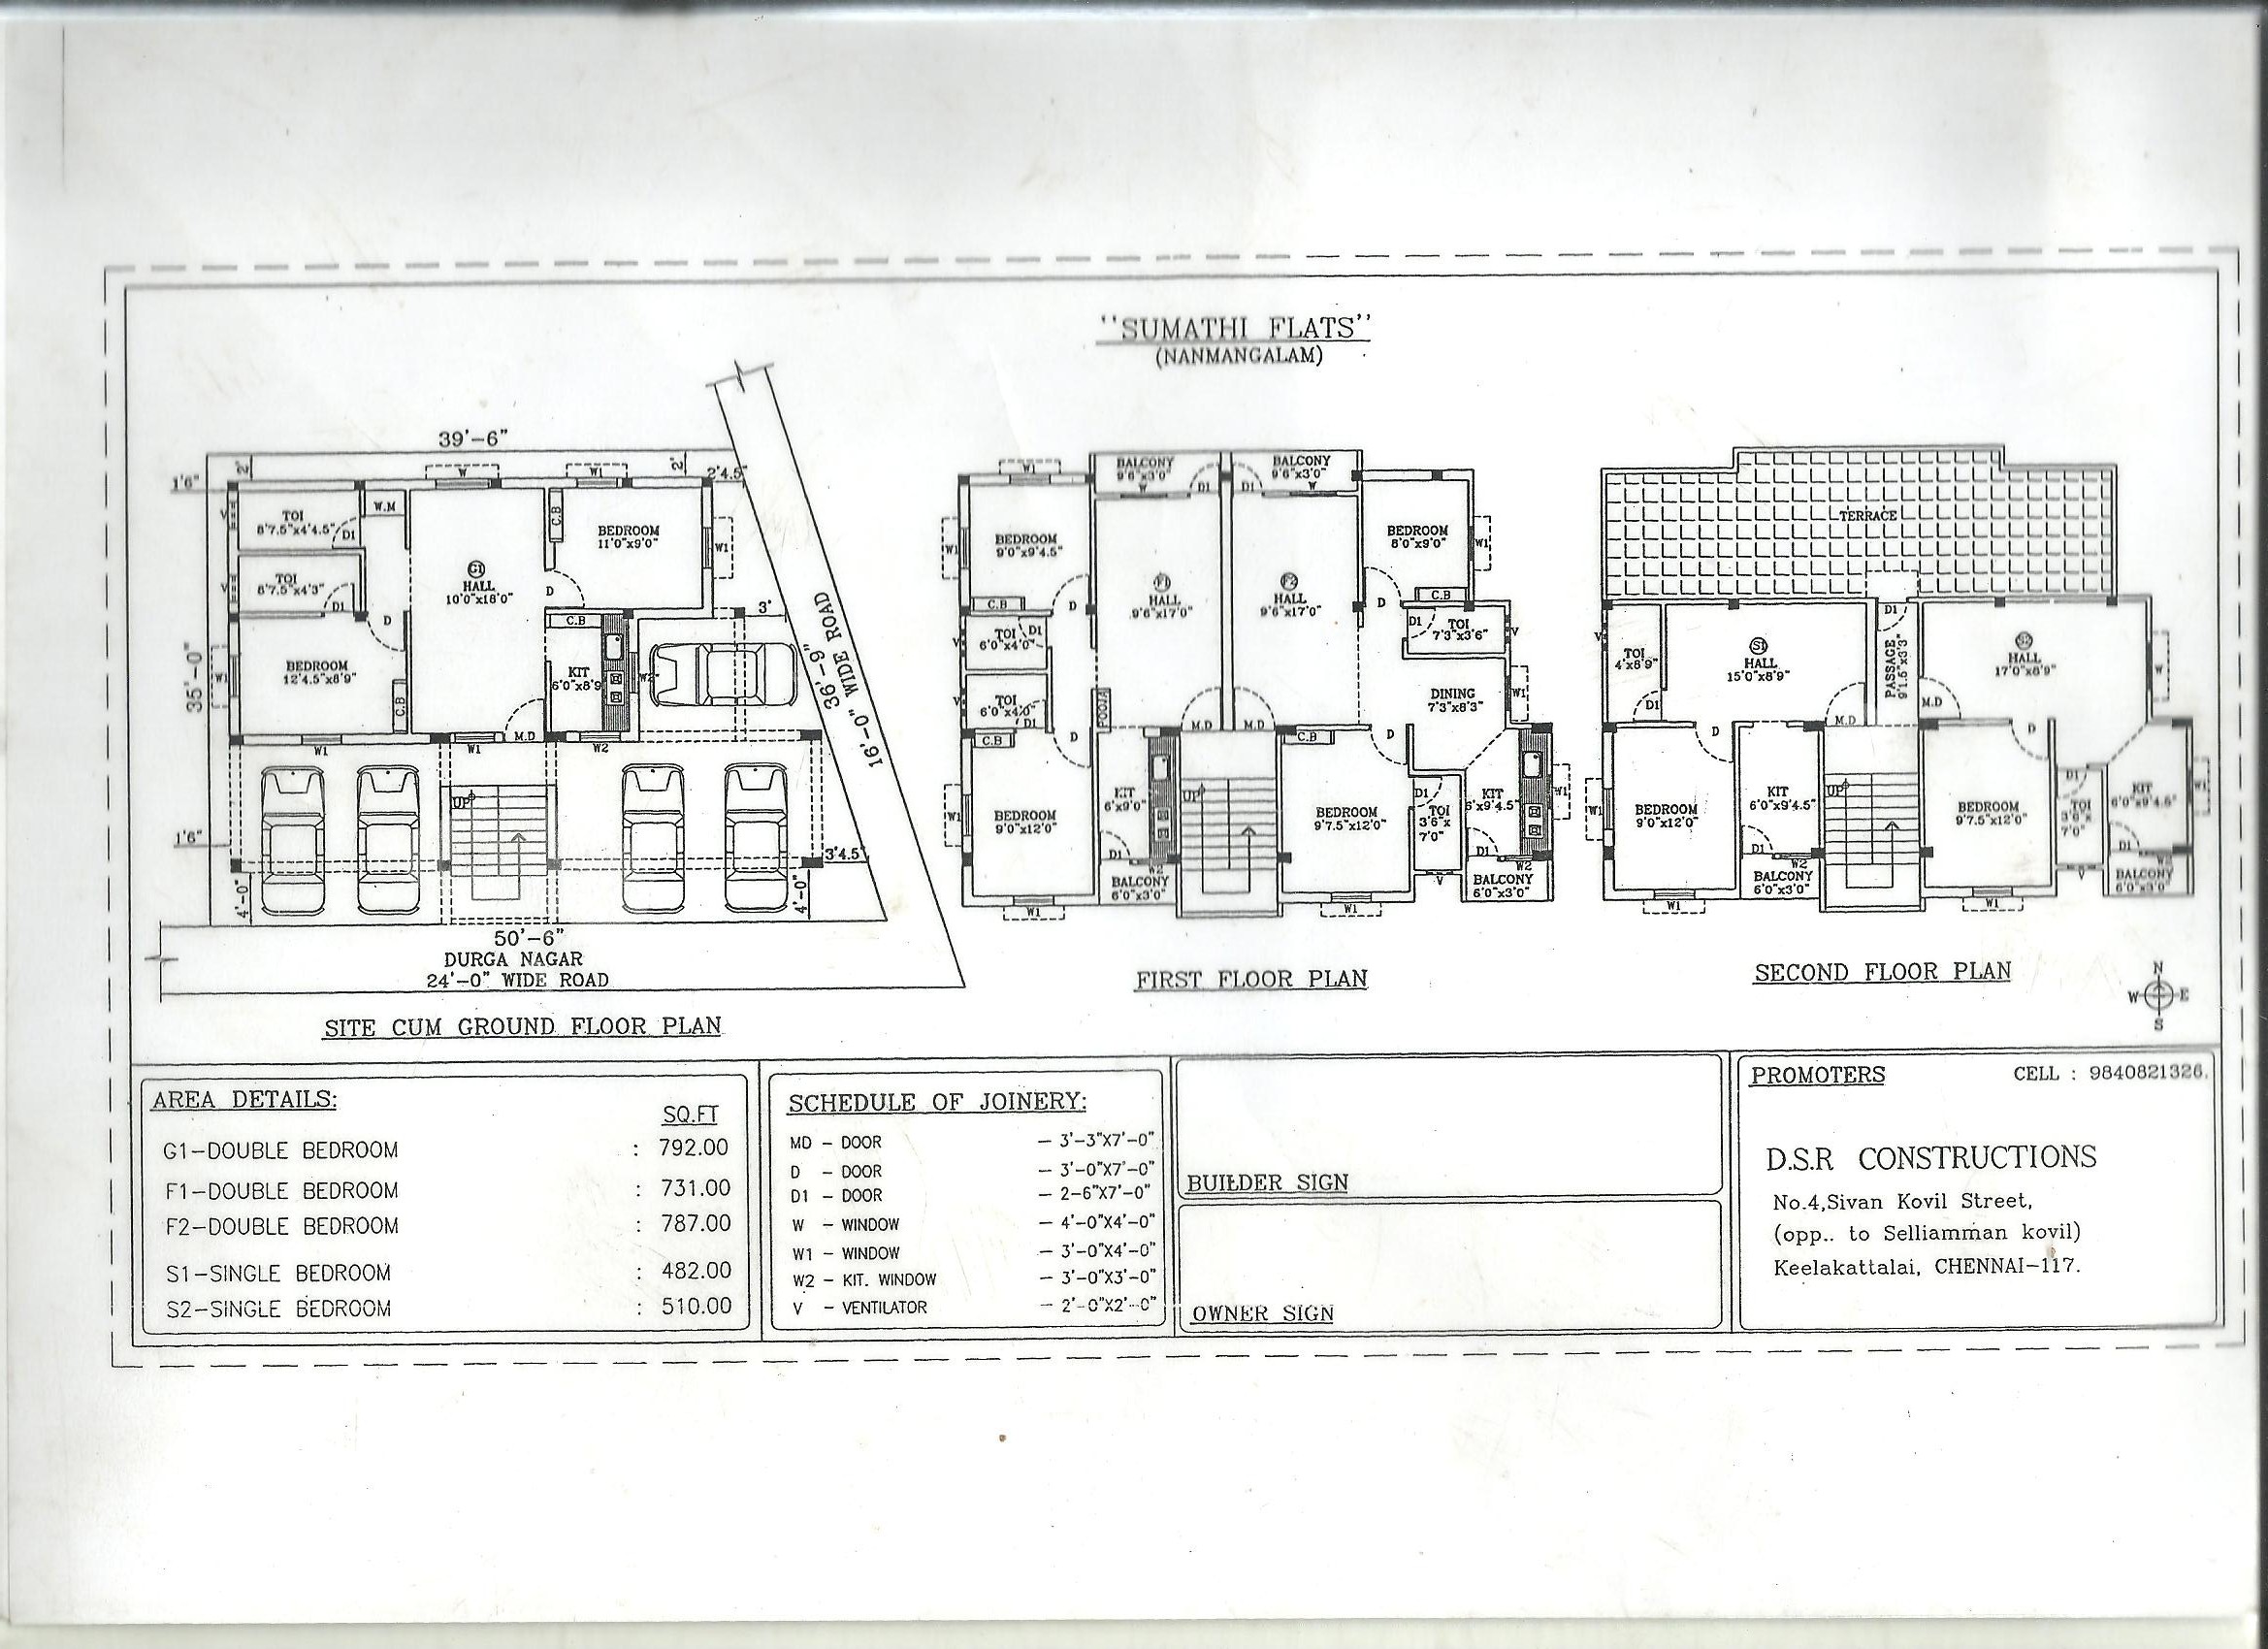 "SUMATHI FLATS"
(NANMANGALAM)
39'-6"
2'
2'
2'4.5"
1'6"
W
W1
V
TOI
8'7.5"x4'4.5"
D1
W.M
C.B
BEDROOM
11'0"x9'0"
W1
V
TOI
8'7.5"x4'3"
D1
G1
HALL
10'0"x18'0"
D
D
3'
35'-0"
W1
BEDROOM
12'4.5"x8'9"
C.B
C.B
KIT
6'0"x8'9
W2
W1
W1
M.D
W2
36'-9"
16'-0" WIDE ROAD
UP
1'6"
3'4.5"
4'-0"
4'-0"
50'-6"
DURGA NAGAR
24'-0" WIDE ROAD
SITE CUM GROUND FLOOR PLAN
W1
BALCONY
9'6"x3'0"
W
D1
BALCONY
9'6"x3'0"
D1
W
W1
BEDROOM
9'0"x9'4.5"
BEDROOM
8'0"x9'0"
W1
F1
HALL
9'6"x17'0"
F2
HALL
9'6"x17'0"
C.B
D
D
C.B
V
TOI
6'0"x4'0"
D1
D1
TOI
7'3"x3'6"
V
V
TOI
6'0"x4'0"
D1
POOJA
DINING
7'3"x8'3"
W1
C.B
D
M.D
M.D
C.B
D
W1
BEDROOM
9'0"x12'0"
KIT
6'x9'0"
UP
BEDROOM
9'7.5"x12'0"
D1
TOI
3'6"x
7'0"
KIT
6'x9'4.5"
W1
D1
W2
BALCONY
6'0"x3'0"
D1
W2
BALCONY
6'0"x3'0"
V
W1
W1
FIRST FLOOR PLAN
TERRACE
V
TOI
4'x8'9"
D1
S1
HALL
15'0"x8'9"
D1
PASSAGE
9'1.5"x3'3"
S2
HALL
17'0"x8'9"
W
M.D
M.D
D
D
W1
BEDROOM
9'0"x12'0"
KIT
6'0"x9'4.5"
D1
W2
BALCONY
6'0"x3'0"
UP
BEDROOM
9'7.5"x12'0"
D1
TOI
3'6"x
7'0"
KIT
6'0"x9'4.5"
W1
D1
W2
BALCONY
6'0"x3'0"
V
W1
W1
SECOND FLOOR PLAN
N
W E
S
AREA DETAILS:
SQ.FT
G1-DOUBLE BEDROOM : 792.00
F1-DOUBLE BEDROOM : 731.00
F2-DOUBLE BEDROOM : 787.00
S1-SINGLE BEDROOM : 482.00
S2-SINGLE BEDROOM : 510.00
SCHEDULE OF JOINERY:
MD - DOOR - 3'-3"X7'-0"
D - DOOR - 3'-0"X7'-0"
D1 - DOOR - 2-6"X7'-0"
W - WINDOW - 4'-0"X4'-0"
W1 - WINDOW - 3'-0"X4'-0"
W2 - KIT. WINDOW - 3'-0"X3'-0"
V - VENTILATOR - 2'-0"X2'-0"
BUILDER SIGN
OWNER SIGN
PROMOTERS CELL : 9840821326.
D.S.R CONSTRUCTIONS
No.4,Sivan Kovil Street,
(opp.. to Selliamman kovil)
Keelakattalai, CHENNAI-117.